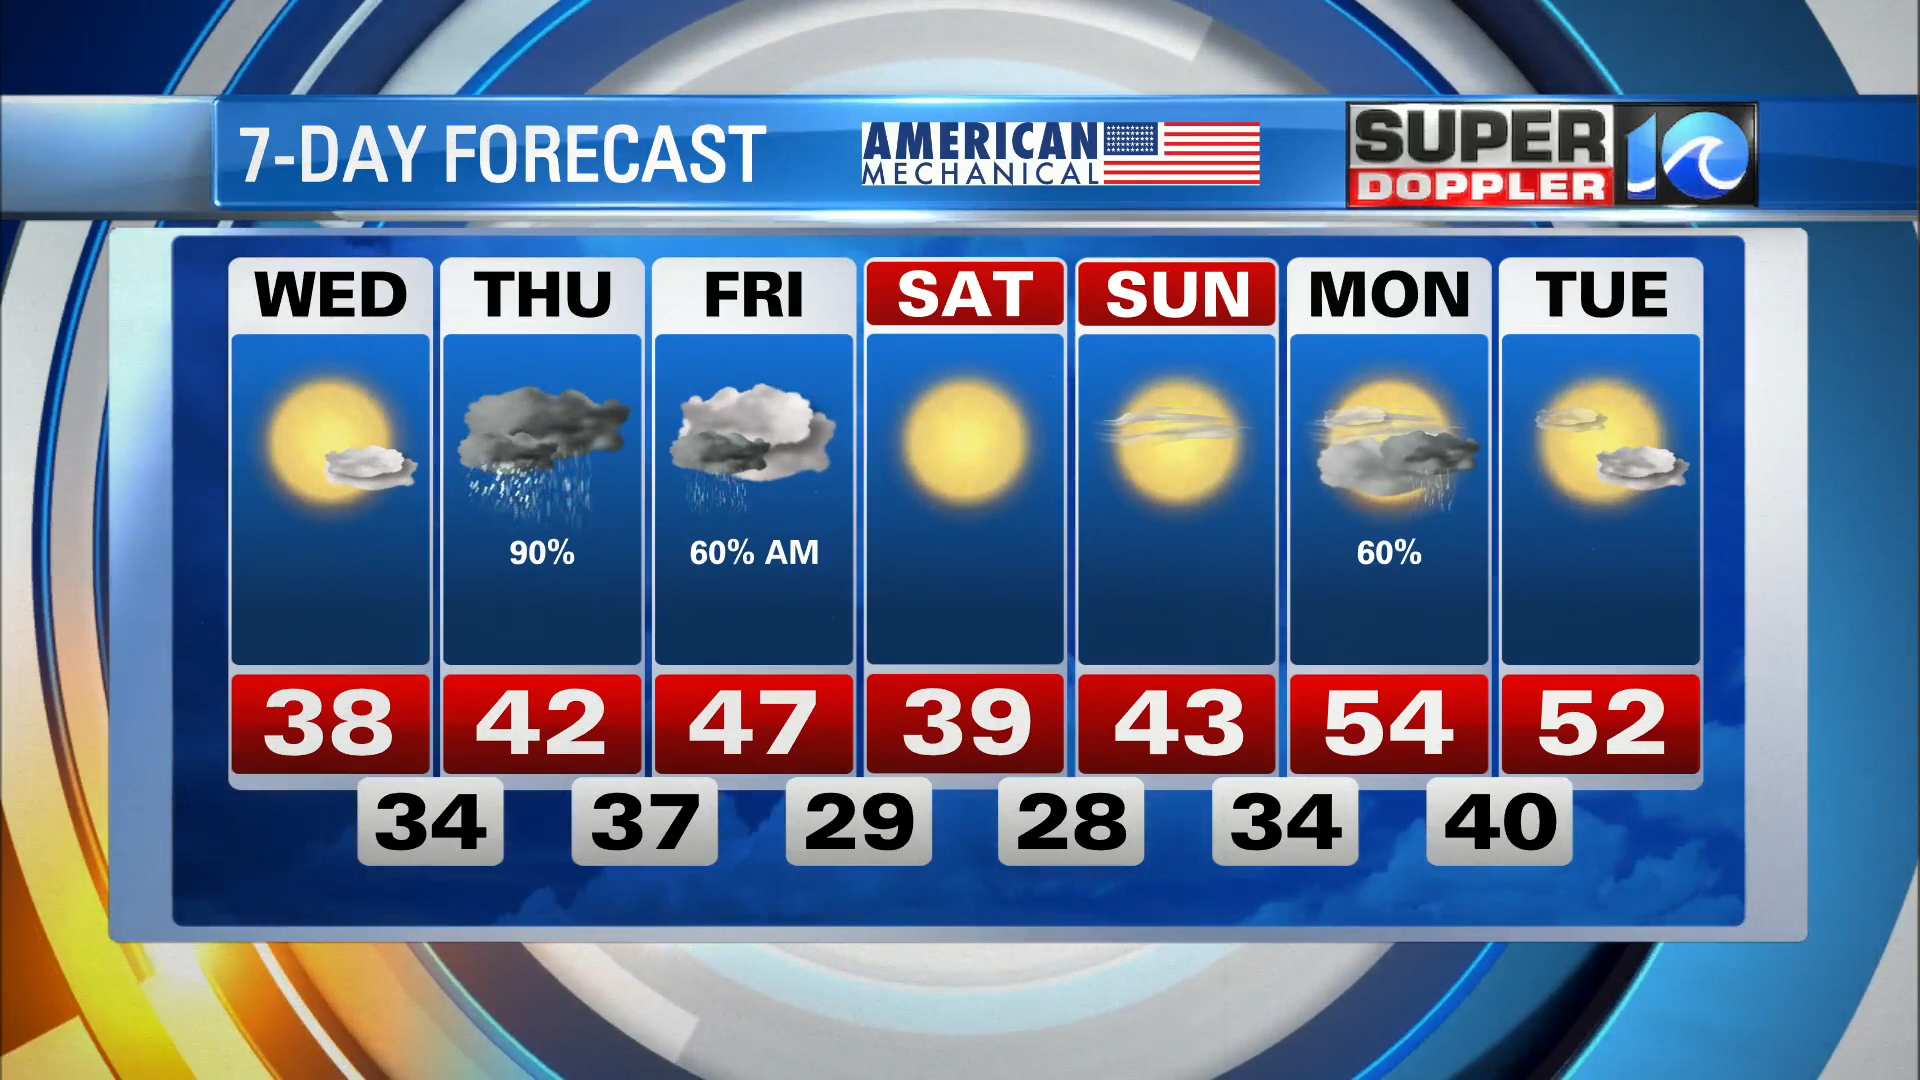 7-DAY FORECAST
AMERICAN
MECHANICAL
SUPER
DOPPLER
10
WED THU FRI SAT SUN MON TUE
90% 60% AM 60%
38 42 47 39 43 54 52
34 37 29 28 34 40